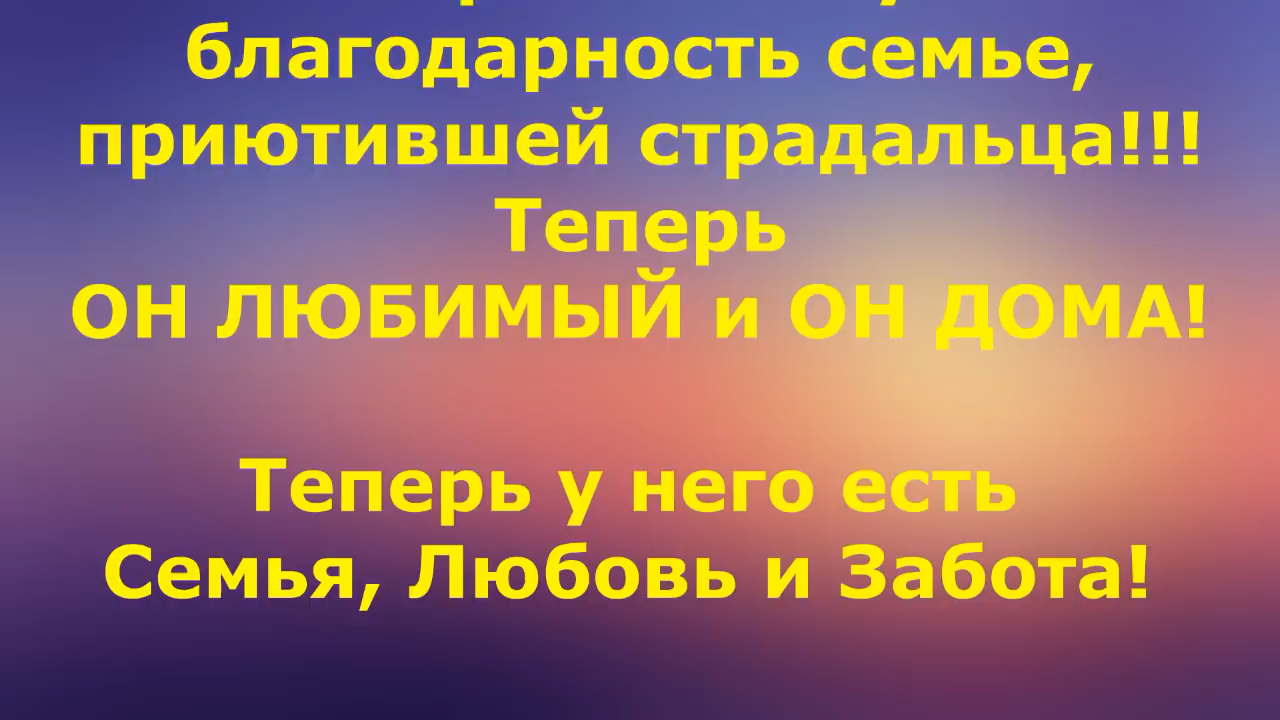 благодарность семье,
приютившей страдальца!!!
Теперь
ОН ЛЮБИМЫЙ и ОН ДОМА!
Теперь у него есть
Семья, Любовь и Забота!